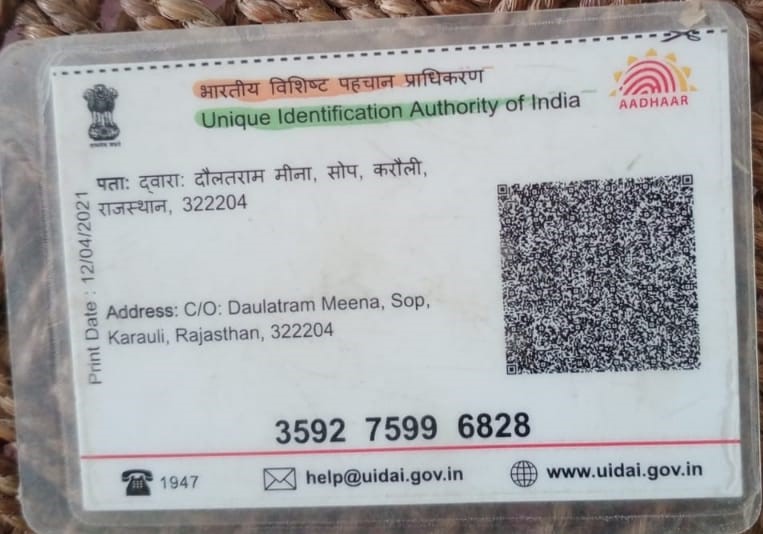 भारतीय विशिष्ट पहचान प्राधिकरण
Unique Identification Authority of India
AADHAAR
पता: द्वारा: दौलतराम मीना, सोप, करौली,
राजस्थान, 322204
Print Date : 12/04/2021
Address: C/O: Daulatram Meena, Sop,
Karauli, Rajasthan, 322204
3592 7599 6828
1947
help@uidai.gov.in
www.uidai.gov.in